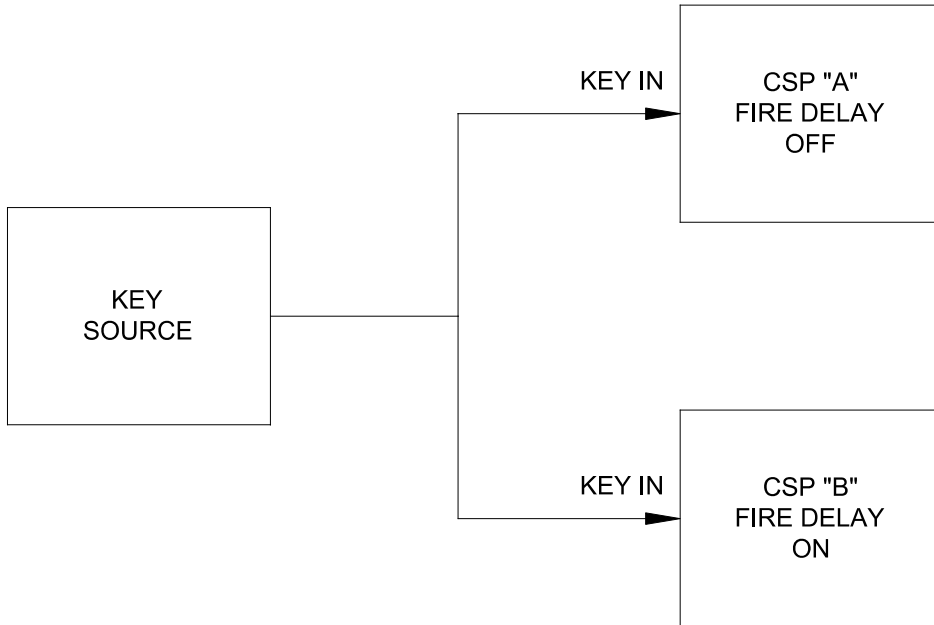 KEY IN
CSP "A"
FIRE DELAY
OFF
KEY
SOURCE
KEY IN
CSP "B"
FIRE DELAY
ON